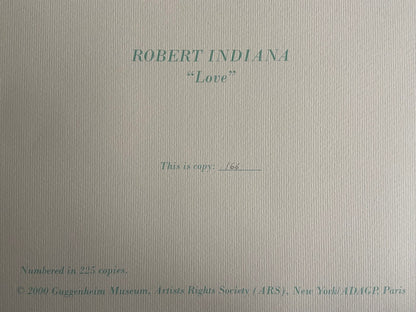 ROBERT INDIANA
“Love”
This is copy: 166
Numbered in 225 copies.
© 2000 Guggenheim Museum, Artists Rights Society (ARS), New York/ADAGP, Paris